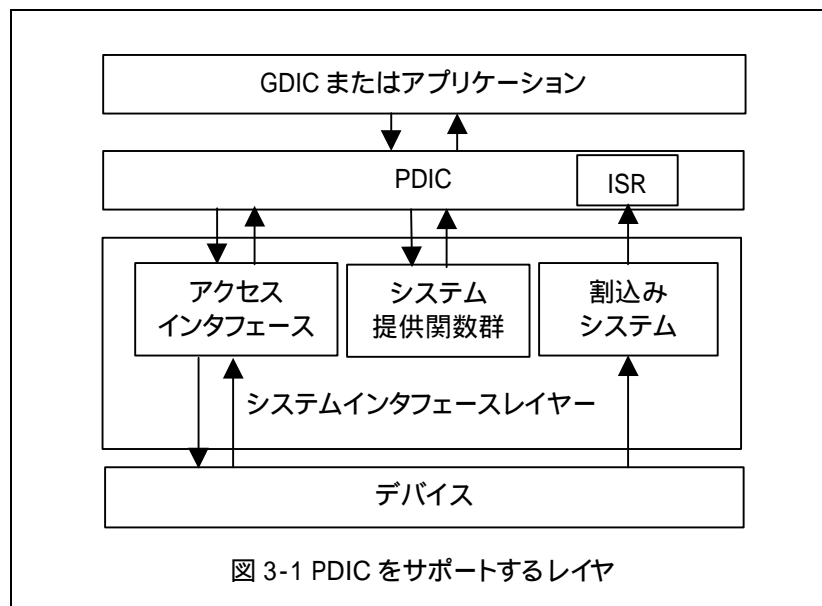 GDIC またはアプリケーション
PDIC
ISR
アクセス
インタフェース
システム
提供関数群
割込み
システム
システムインタフェースレイヤー
デバイス
図 3-1 PDIC をサポートするレイヤ